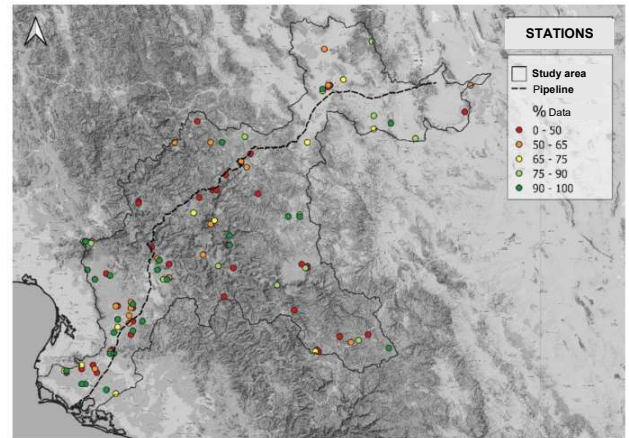 STATIONS
Study area
Pipeline
% Data
0 - 50
50 - 65
65 - 75
75 - 90
90 - 100